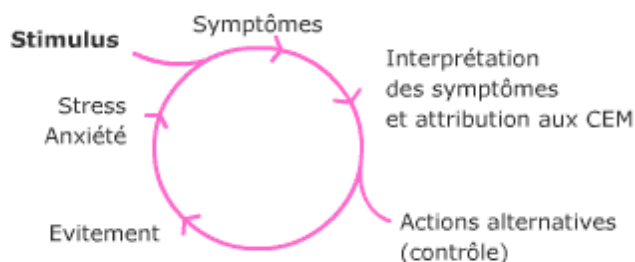 Stimulus
Symptômes
Interprétation
des symptômes
et attribution aux CEM
Actions alternatives
(contrôle)
Evitement
Stress
Anxiété